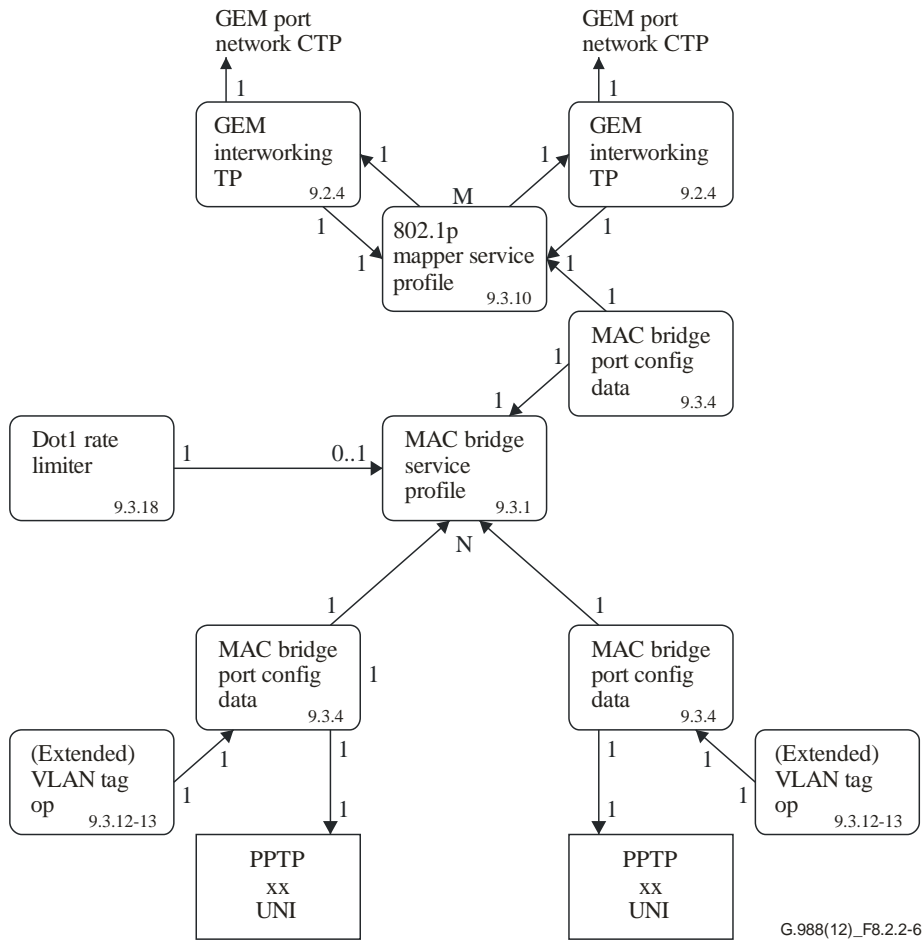 GEM port
network CTP
GEM port
network CTP
1
1
GEM
interworking
TP
9.2.4
GEM
interworking
TP
9.2.4
1
1
M
1
1
802.1p
mapper service
profile
9.3.10
1
1
1
MAC bridge
port config
data
9.3.4
1
1
Dot1 rate
limiter
9.3.18
1
0..1
MAC bridge
service
profile
9.3.1
N
1
1
MAC bridge
port config
data
9.3.4
1
MAC bridge
port config
data
9.3.4
(Extended)
VLAN tag
op
9.3.12-13
1
1
1
1
1
1
1
1
(Extended)
VLAN tag
op
9.3.12-13
PPTP
xx
UNI
PPTP
xx
UNI
G.988(12)_F8.2.2-6